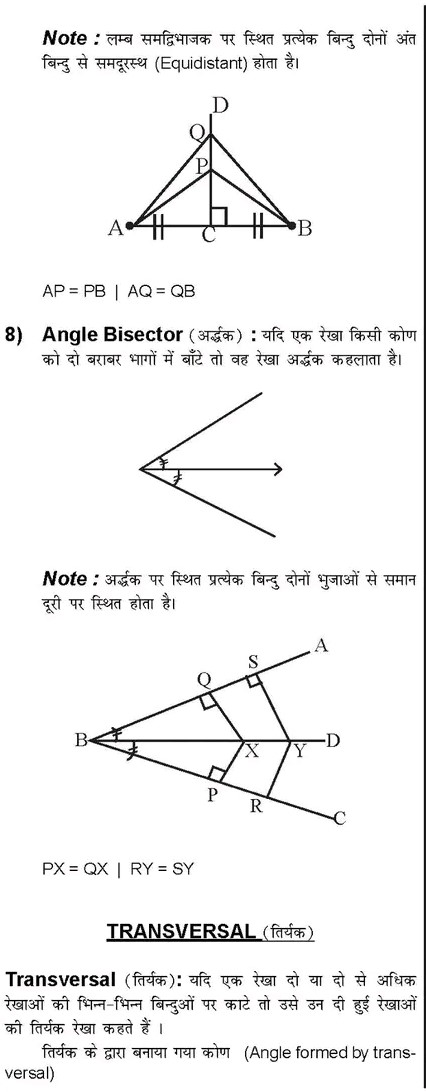 Note : लम्ब समद्विभाजक पर स्थित प्रत्येक बिन्दु दोनों अंत
बिन्दु से समदूरस्थ (Equidistant) होता है।
D
Q
P
A
C
B
AP = PB | AQ = QB
8) Angle Bisector (अर्द्धक) : यदि एक रेखा किसी कोण
को दो बराबर भागों में बाँटे तो वह रेखा अर्द्धक कहलाता है।
Note : अर्द्धक पर स्थित प्रत्येक बिन्दु दोनों भुजाओं से समान
दूरी पर स्थित होता है।
A
S
Q
B
X
Y
D
P
R
C
PX = QX | RY = SY
TRANSVERSAL (तिर्यक)
Transversal (तिर्यक): यदि एक रेखा दो या दो से अधिक
रेखाओं की भिन्न-भिन्न बिन्दुओं पर काटे तो उसे उन दी हुई रेखाओं
की तिर्यक रेखा कहते हैं ।
तिर्यक के द्वारा बनाया गया कोण (Angle formed by trans-
versal)